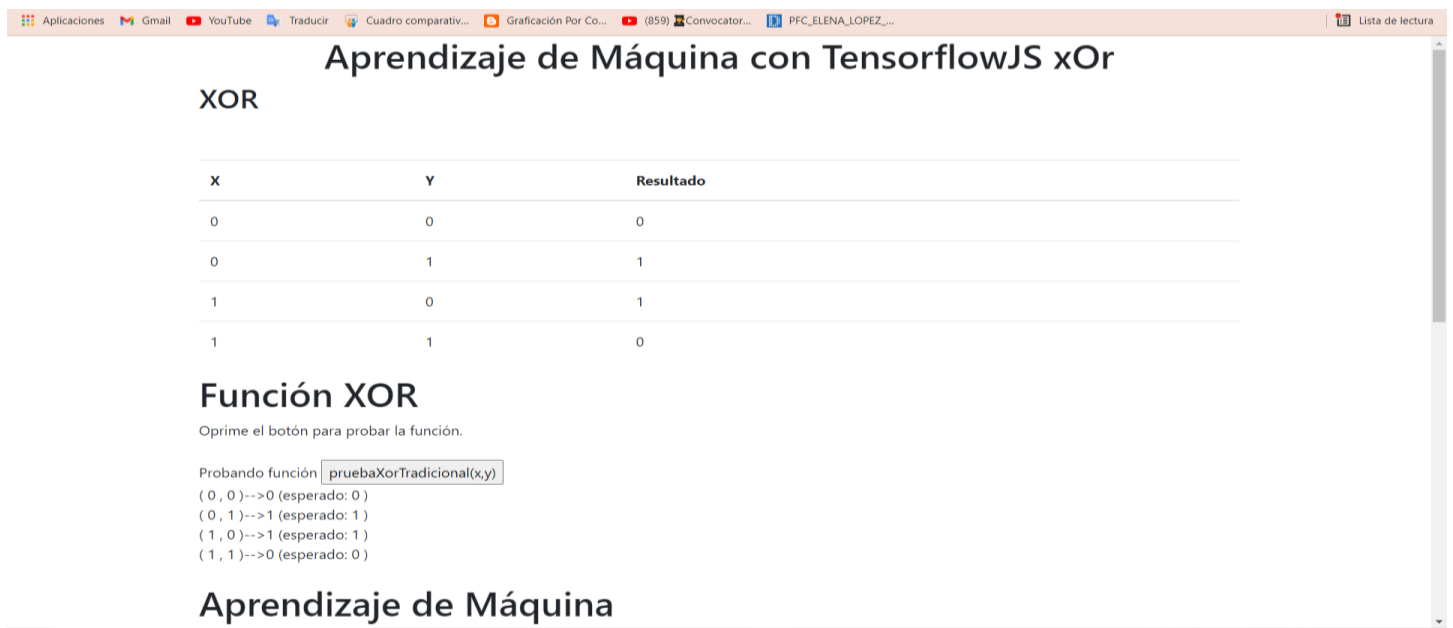 Aplicaciones Gmail YouTube Traducir Cuadro comparativ... Graficación Por Co... (859) Convocator... PFC_ELENA_LOPEZ_... Lista de lectura
Aprendizaje de Máquina con TensorflowJS xOr
XOR
X Y Resultado
0 0 0
0 1 1
1 0 1
1 1 0
Función XOR
Oprime el botón para probar la función.
Probando función pruebaXorTradicional(x,y)
( 0 , 0 )-->0 (esperado: 0 )
( 0 , 1 )-->1 (esperado: 1 )
( 1 , 0 )-->1 (esperado: 1 )
( 1 , 1 )-->0 (esperado: 0 )
Aprendizaje de Máquina